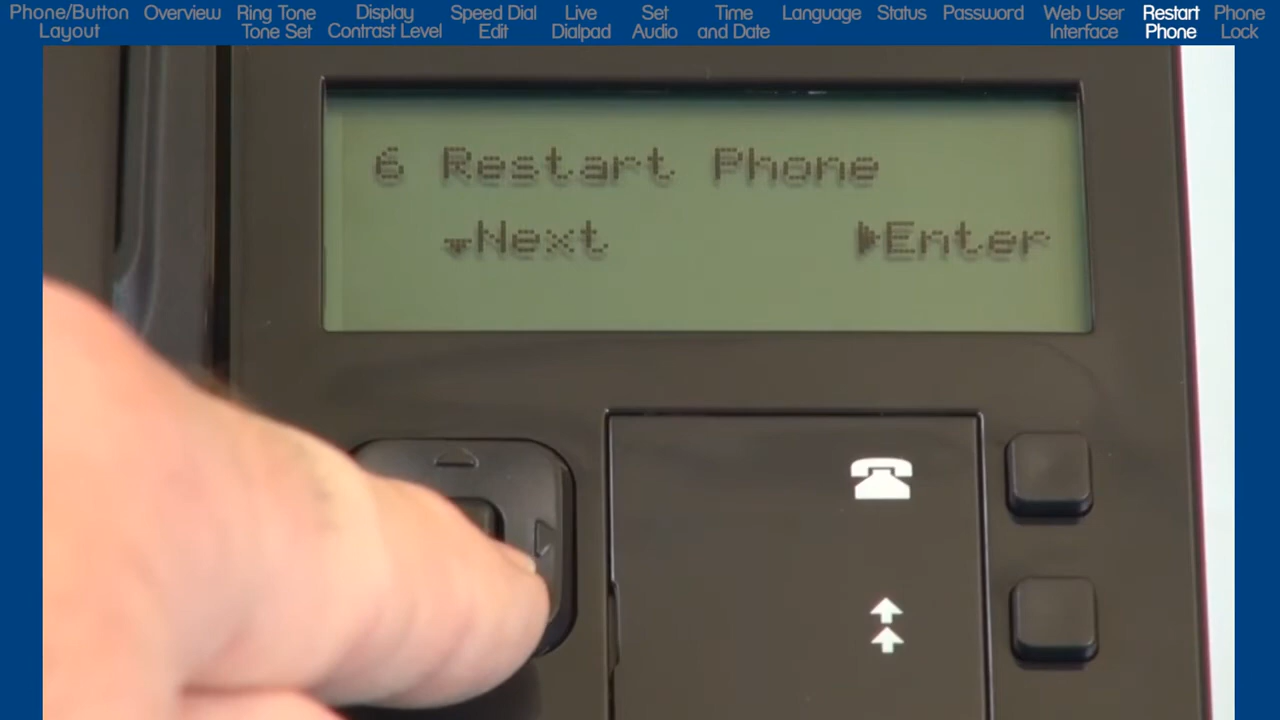 Phone/Button Layout
Overview
Ring Tone Tone Set
Display Contrast Level
Speed Dial Edit
Live Dialpad
Set Audio
Time and Date
Language
Status
Password
Web User Interface
Restart Phone
Phone Lock
6 Restart Phone
Next Enter